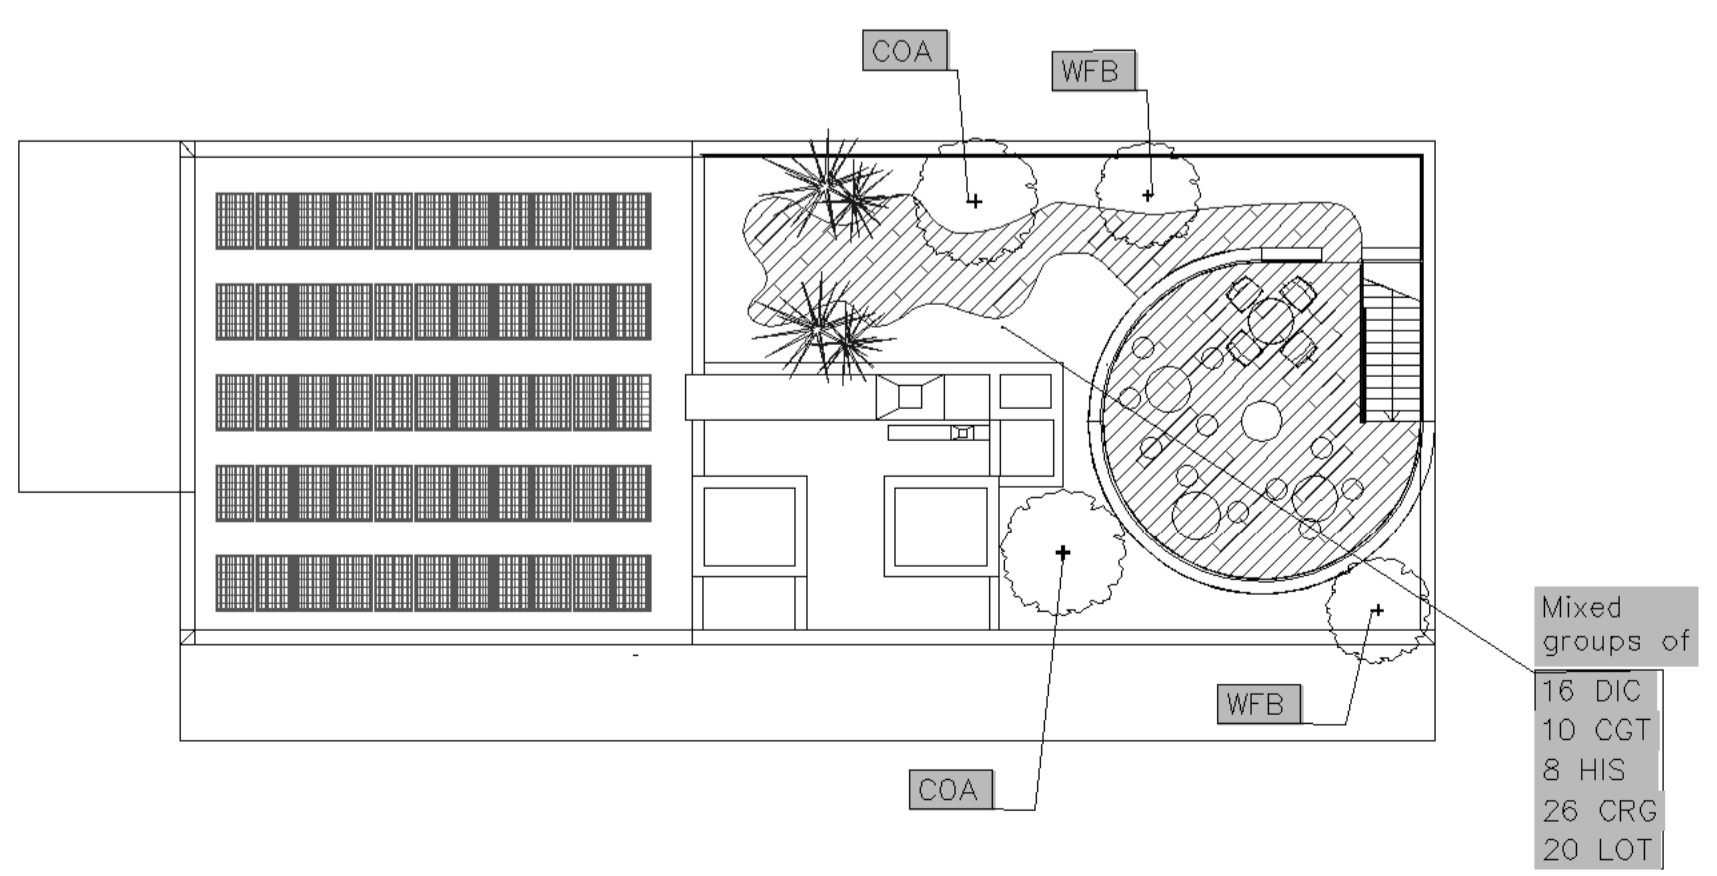 COA
WFB
Mixed
groups of
16 DIC
10 CGT
8 HIS
26 CRG
20 LOT
WFB
COA